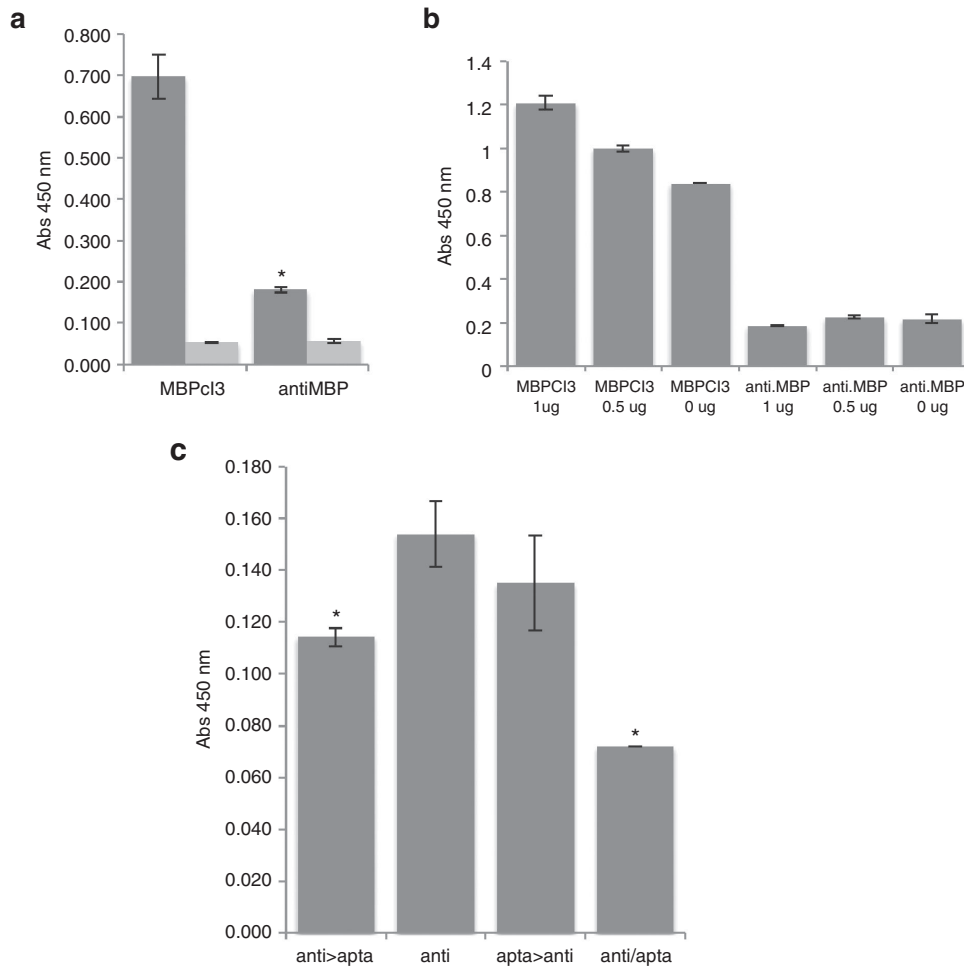 a
0.800
0.700
0.600
0.500
0.400
0.300
0.200
0.100
0.000
Abs 450 nm
*
MBPcl3
antiMBP
b
1.4
1.2
1
0.8
0.6
0.4
0.2
0
Abs 450 nm
MBPCl3 MBPCl3 MBPCl3 anti.MBP anti.MBP anti.MBP
1ug 0.5 ug 0 ug 1 ug 0.5 ug 0 ug
c
0.180
0.160
0.140
0.120
0.100
0.080
0.060
0.040
0.020
0.000
Abs 450 nm
*
*
anti>apta anti apta>anti anti/apta